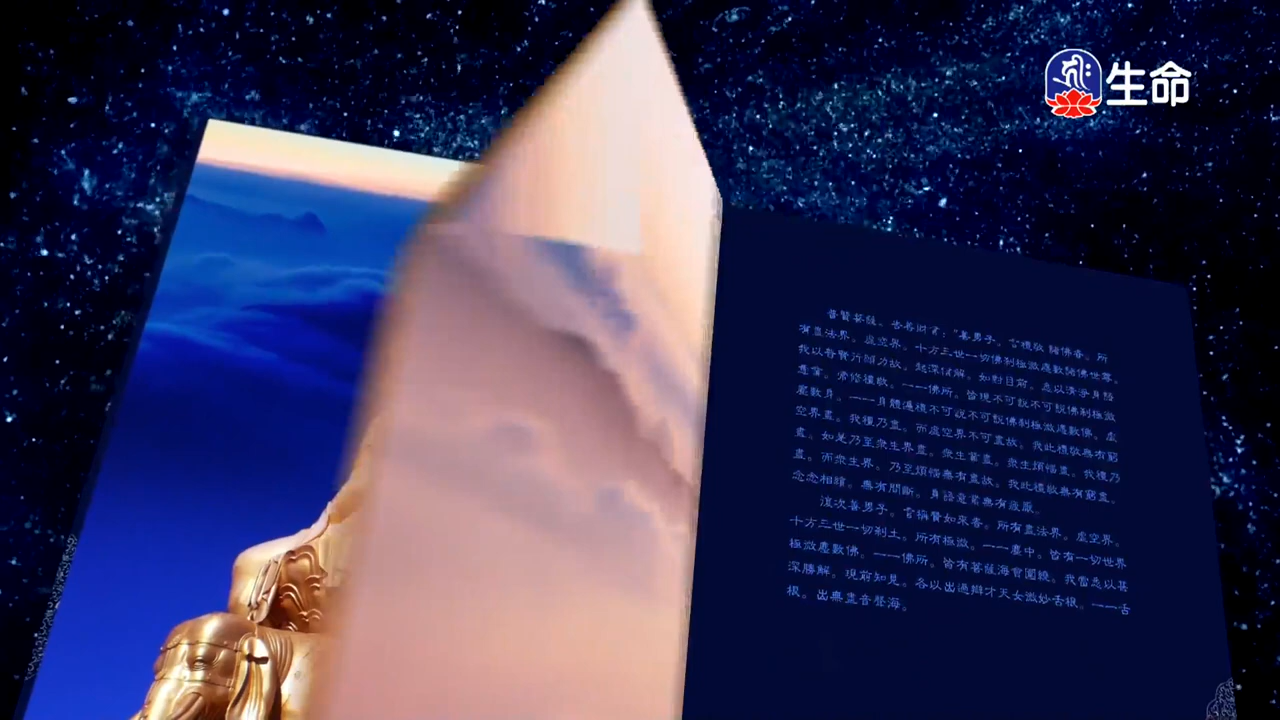 生命
普賢菩薩。告善財言:"善男子。言禮敬 諸佛者。所
有盡法界。虛空界。十方三世一切佛剎極微塵數諸佛世尊。
我以普賢行願力故。起深信解。如對目前。悉以清淨身語
意業。常修禮敬。一一佛所。皆現不可說不可說佛剎極微
塵數身。一一身體遍禮不可說不可說佛剎極微塵數佛。虛
空界盡。我禮乃盡。而虛空界不可盡故。我此禮敬無有窮
盡。如是乃至衆生界盡。衆生業盡。衆生煩惱盡。我禮乃
盡。而衆生界。乃至煩惱無有盡故。我此禮敬無有窮盡。
念念相續。無有間斷。身語意業無有疲厭。
復次善男子。言稱贊如來者。所有盡法界。虛空界。
十方三世一切剎土。所有極微。一一塵中。皆有一切世界
極微塵數佛。一一佛所。皆有菩薩海會圍繞。我當悉以甚
深勝解。現前知見。各以出過辯才天女微妙舌根。一一舌
根。出無盡音聲海。